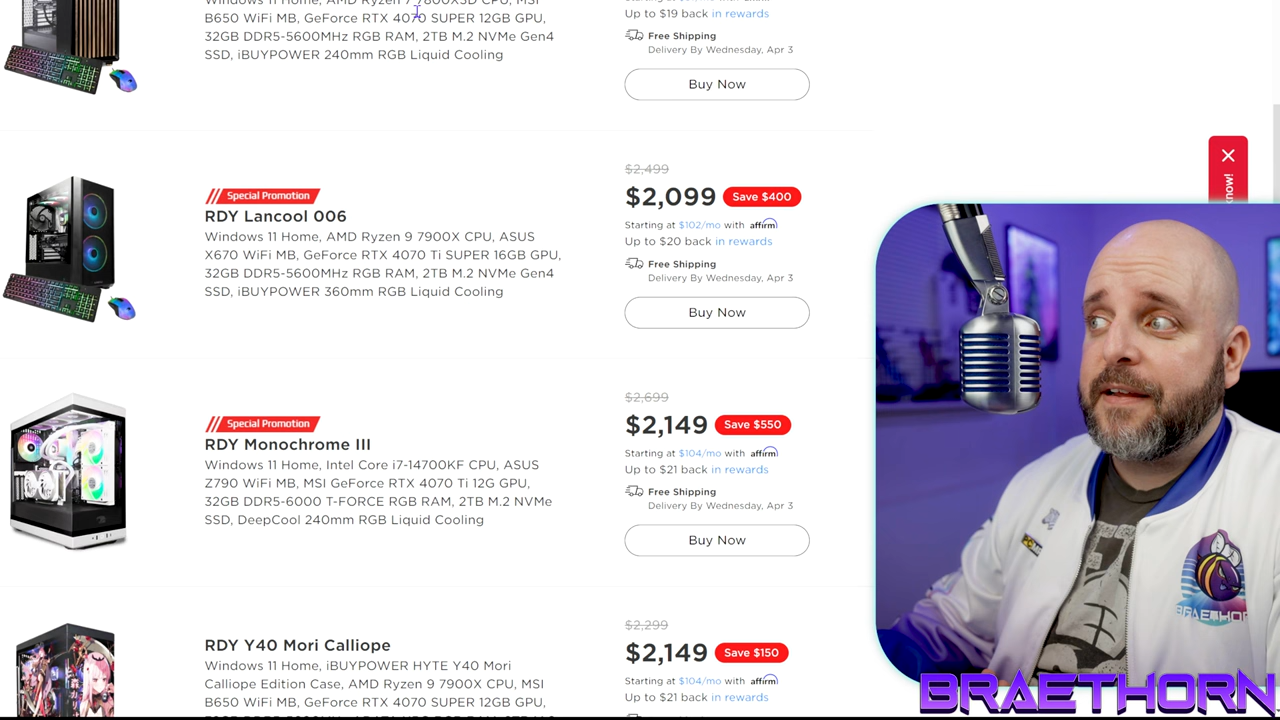 Windows 11 Home, AMD Ryzen 7 7800X3D CPU, MSI
B650 WiFi MB, GeForce RTX 4070 SUPER 12GB GPU,
32GB DDR5-5600MHz RGB RAM, 2TB M.2 NVMe Gen4
SSD, iBUYPOWER 240mm RGB Liquid Cooling
Up to $19 back in rewards
Free Shipping
Delivery By Wednesday, Apr 3
Buy Now
Special Promotion
RDY Lancool 006
Windows 11 Home, AMD Ryzen 9 7900X CPU, ASUS
X670 WiFi MB, GeForce RTX 4070 Ti SUPER 16GB GPU,
32GB DDR5-5600MHz RGB RAM, 2TB M.2 NVMe Gen4
SSD, iBUYPOWER 360mm RGB Liquid Cooling
$2,499
$2,099 Save $400
Starting at $102/mo with affirm
Up to $20 back in rewards
Free Shipping
Delivery By Wednesday, Apr 3
Buy Now
Special Promotion
RDY Monochrome III
Windows 11 Home, Intel Core i7-14700KF CPU, ASUS
Z790 WiFi MB, MSI GeForce RTX 4070 Ti 12G GPU,
32GB DDR5-6000 T-FORCE RGB RAM, 2TB M.2 NVMe
SSD, DeepCool 240mm RGB Liquid Cooling
$2,699
$2,149 Save $550
Starting at $104/mo with affirm
Up to $21 back in rewards
Free Shipping
Delivery By Wednesday, Apr 3
Buy Now
RDY Y40 Mori Calliope
Windows 11 Home, iBUYPOWER HYTE Y40 Mori
Calliope Edition Case, AMD Ryzen 9 7900X CPU, MSI
B650 WiFi MB, GeForce RTX 4070 SUPER 12GB GPU,
$2,299
$2,149 Save $150
Starting at $104/mo with affirm
Up to $21 back in rewards
BRAETHORN
BRAETHORN